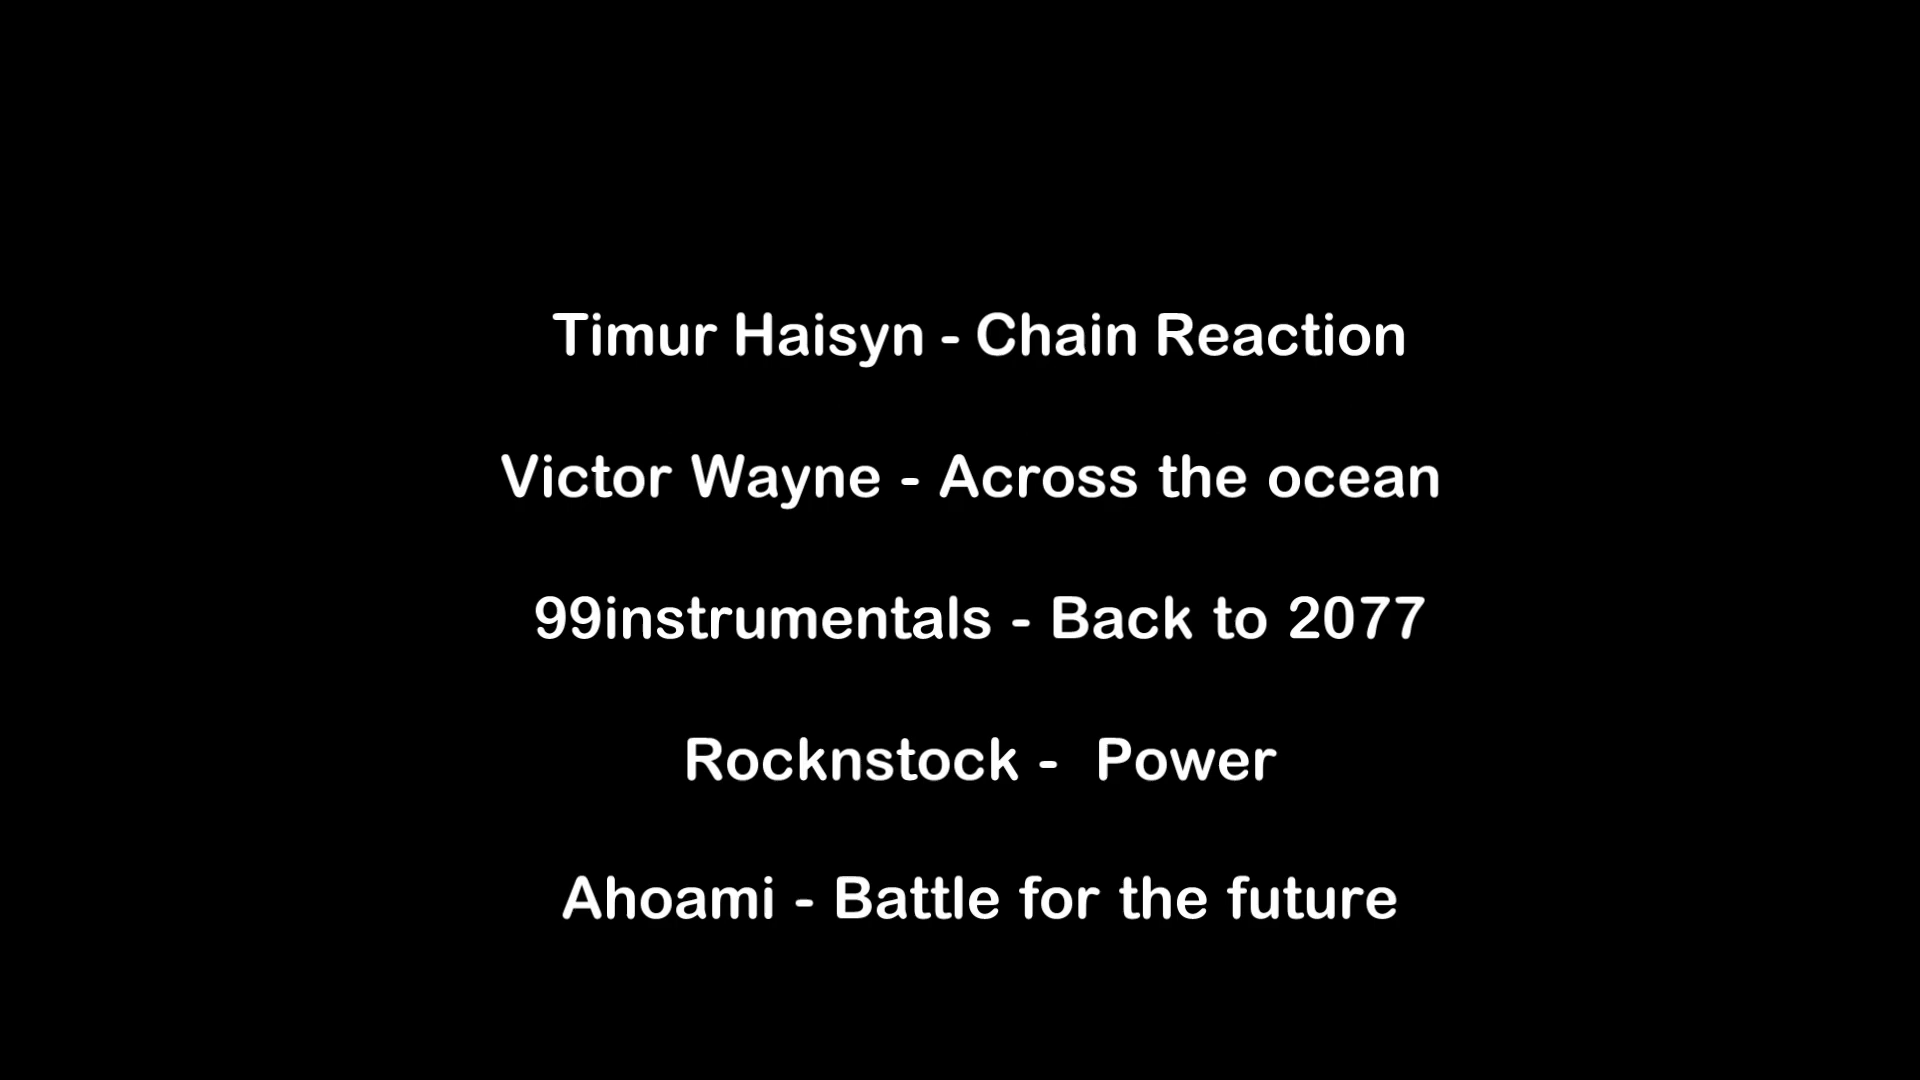 Timur Haisyn - Chain Reaction
Victor Wayne - Across the ocean
99instrumentals - Back to 2077
Rocknstock -  Power
Ahoami - Battle for the future